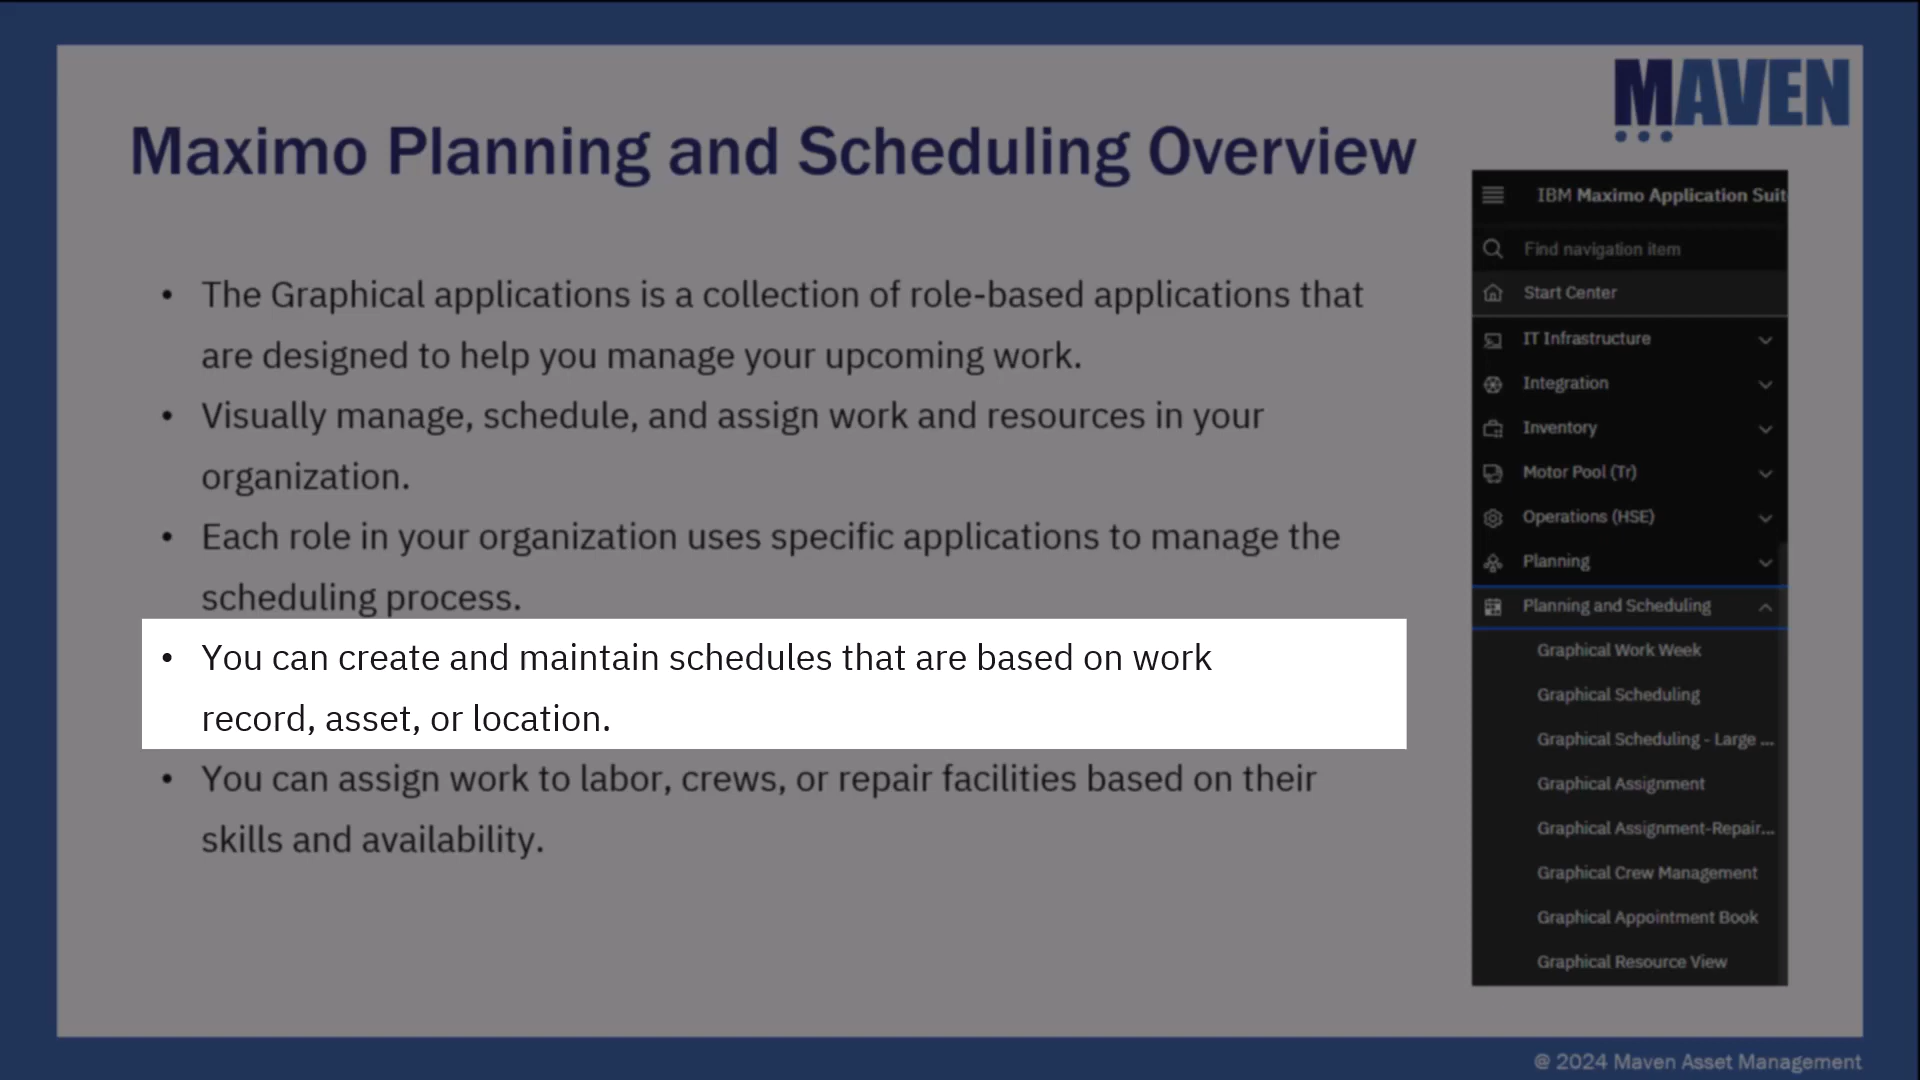 MAVEN
Maximo Planning and Scheduling Overview
• The Graphical applications is a collection of role-based applications that
are designed to help you manage your upcoming work.
• Visually manage, schedule, and assign work and resources in your
organization.
• Each role in your organization uses specific applications to manage the
scheduling process.
• You can create and maintain schedules that are based on work
record, asset, or location.
• You can assign work to labor, crews, or repair facilities based on their
skills and availability.
IBM Maximo Application Suit
Find navigation item
Start Center
IT Infrastructure
Integration
Inventory
Motor Pool (Tr)
Operations (HSE)
Planning
Planning and Scheduling
Graphical Work Week
Graphical Scheduling
Graphical Scheduling - Large ...
Graphical Assignment
Graphical Assignment-Repair...
Graphical Crew Management
Graphical Appointment Book
Graphical Resource View
@ 2024 Maven Asset Management